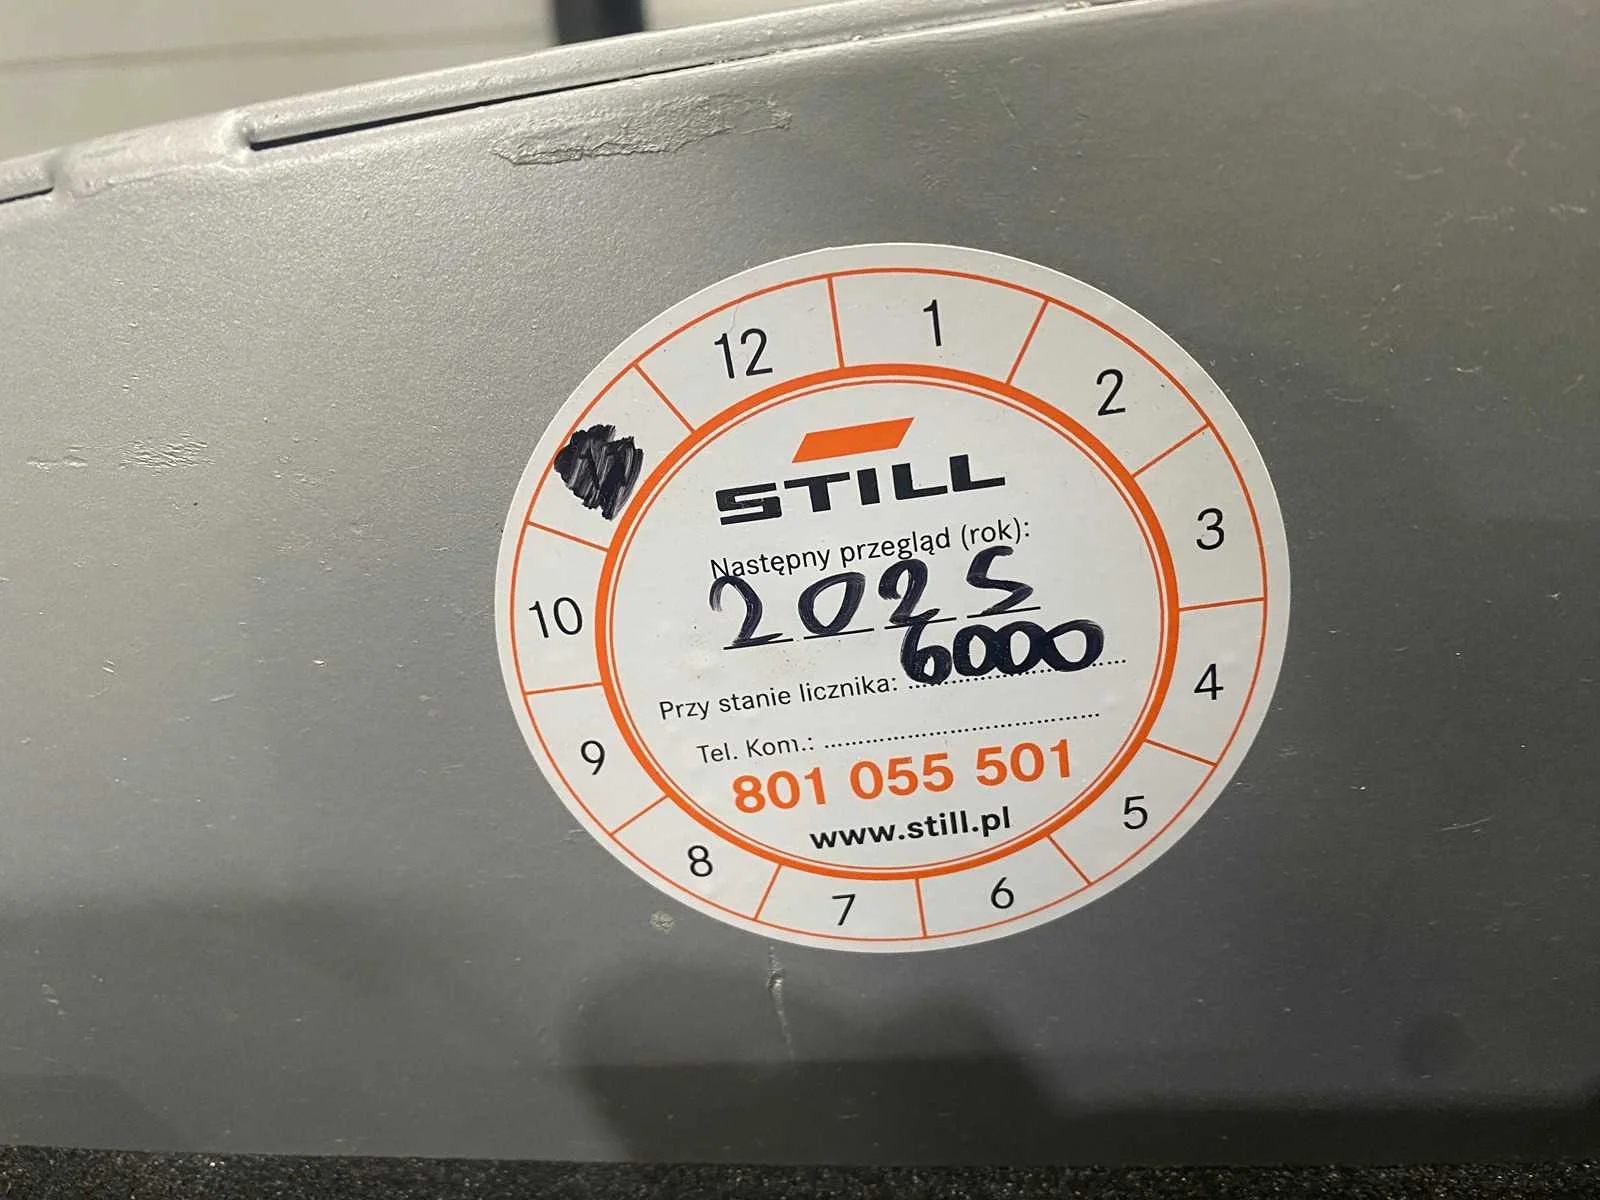 12
1
2
3
4
5
6
7
8
9
10
11
STILL
Następny przegląd (rok):
2025
Przy stanie licznika: 6000
Tel. Kom.:
801 055 501
www.still.pl